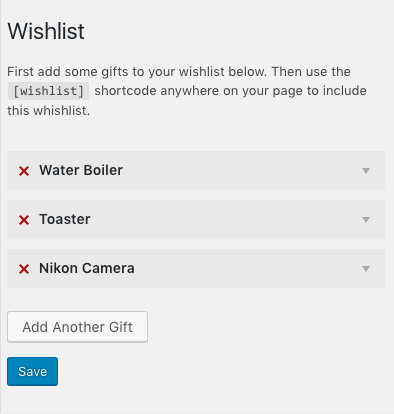 Wishlist
First add some gifts to your wishlist below. Then use the
[wishlist] shortcode anywhere on your page to include
this whishlist.
Water Boiler
Toaster
Nikon Camera
Add Another Gift
Save